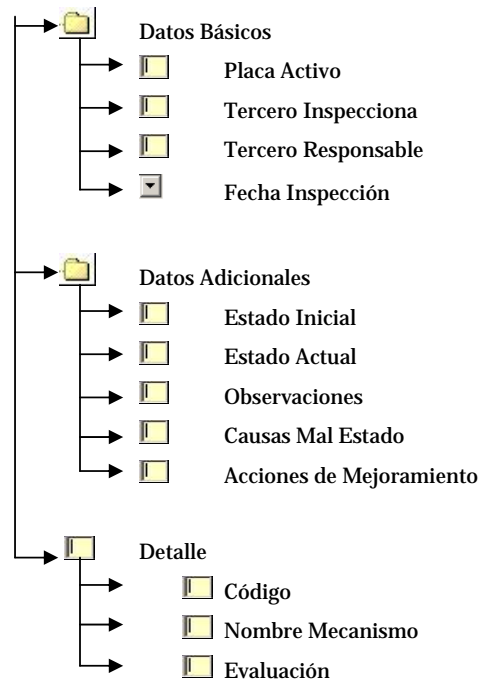 Datos Básicos
Placa Activo
Tercero Inspecciona
Tercero Responsable
Fecha Inspección
Datos Adicionales
Estado Inicial
Estado Actual
Observaciones
Causas Mal Estado
Acciones de Mejoramiento
Detalle
Código
Nombre Mecanismo
Evaluación